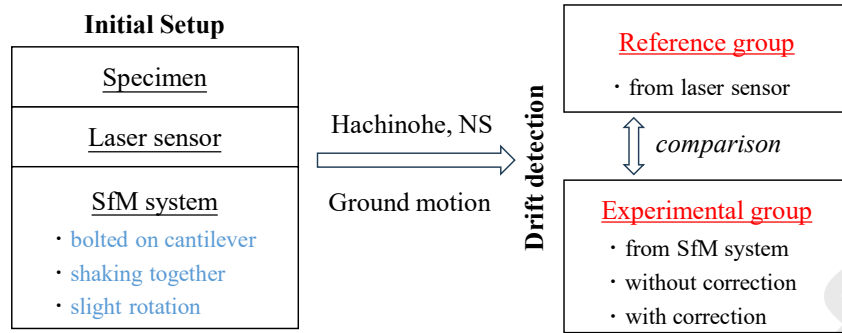 Initial Setup
Specimen
Laser sensor
SfM system
· bolted on cantilever
· shaking together
· slight rotation
Hachinohe, NS
Ground motion
Drift detection
Reference group
· from laser sensor
comparison
Experimental group
· from SfM system
· without correction
· with correction